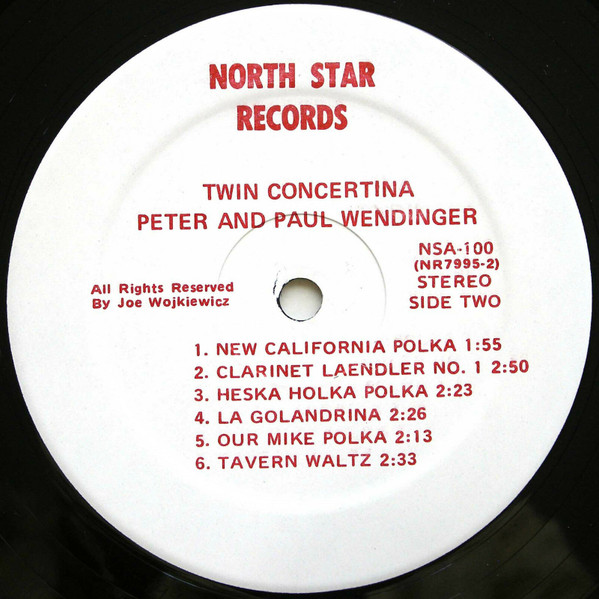 NORTH STAR
RECORDS
TWIN CONCERTINA
PETER AND PAUL WENDINGER
NSA-100
(NR7995-2)
STEREO
SIDE TWO
All Rights Reserved
By Joe Wojkiewicz
1. NEW CALIFORNIA POLKA 1:55
2. CLARINET LAENDLER NO. 1 2:50
3. HESKA HOLKA POLKA 2:23
4. LA GOLANDRINA 2:26
5. OUR MIKE POLKA 2:13
6. TAVERN WALTZ 2:33